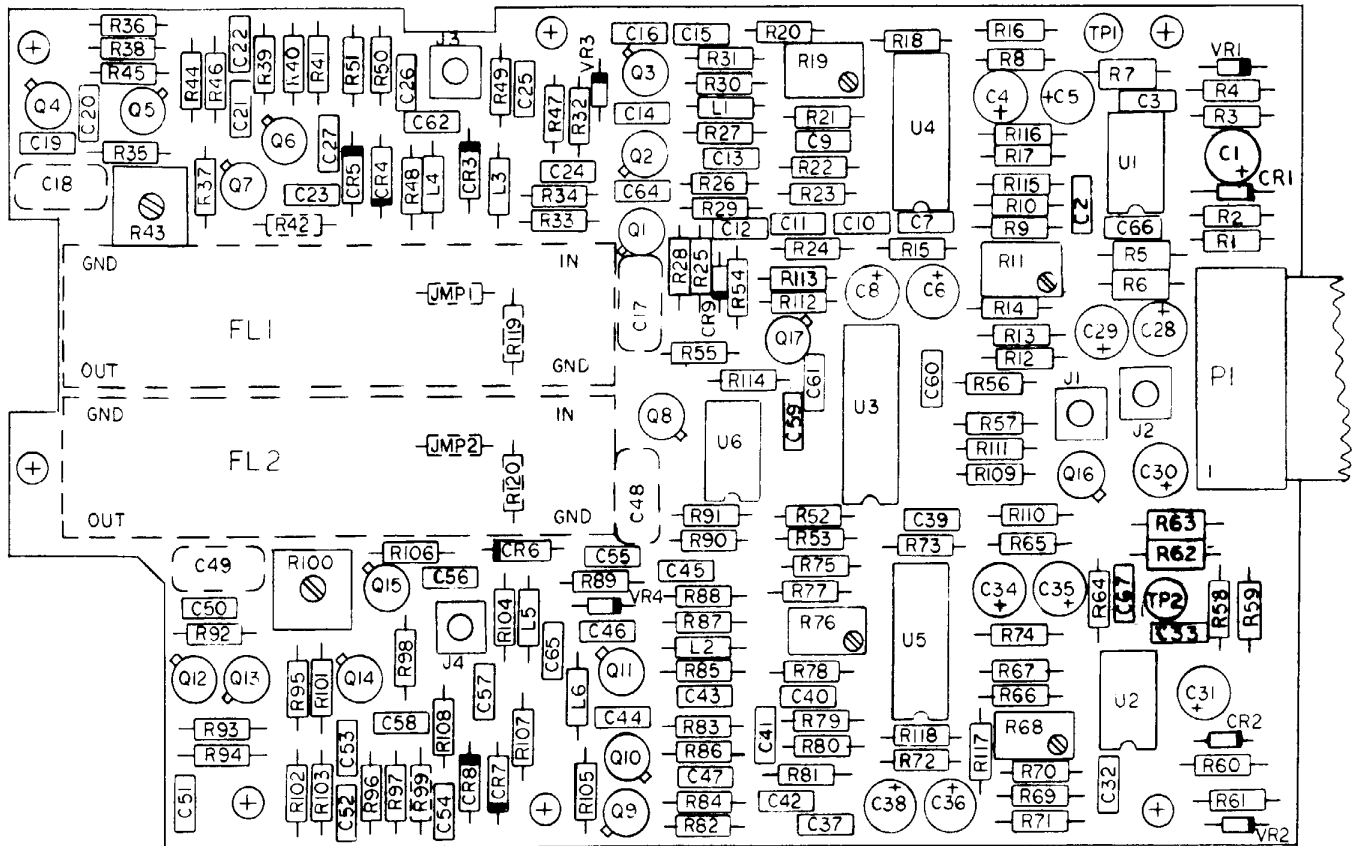 R36
R38
R45
Q4
C20
Q5
C19
R35
C18
R43
R44
R46
C22
C21
R39
R40
R41
R51
R50
C26
J3
R49
C25
R47
R32
VR3
Q6
C27
C62
R37
Q7
C23
CR5
CR4
R48
L4
CR3
L3
C24
R34
R33
R42
C16
C15
Q3
C14
Q2
C64
Q1
R31
R30
L1
R27
C13
R26
R29
C12
R20
R19
R21
C9
R22
R23
C11
C10
C7
R24
R15
R18
U4
R16
R8
C4
C5
+
R116
R17
R115
R10
R9
R11
TP1
R7
C3
U1
C2
C66
R5
R6
VR1
R4
R3
C1
+
CR1
R2
R1
GND
IN
JMP1
FL1
R119
OUT
GND
C17
R28
R25
CR9
R54
R113
R112
C8
C6
Q17
R55
R114
C61
C59
U3
C60
R14
R13
R12
R56
C29
C28
J1
J2
P1
1
GND
IN
JMP2
FL2
R120
OUT
GND
C48
Q8
U6
R57
R111
R109
Q16
C30
R91
R90
R52
R53
C39
R73
R110
R65
R63
R62
C49
R100
R106
CR6
C55
C45
R75
C50
R92
Q15
C56
R104
L5
R89
VR4
R88
R77
C34
C35
R64
C67
TP2
R58
R59
C33
J4
C65
C46
R87
L2
R76
U5
R74
Q12
Q13
R95
R101
Q14
R98
C57
L6
Q11
R85
C43
R78
C40
R67
R66
U2
C31
R93
R94
C53
C58
R108
R107
C44
R83
C41
R79
R80
R118
R72
R117
R68
CR2
R60
C51
R102
R103
C52
R96
R97
R99
C54
CR8
CR7
R105
Q10
Q9
R86
C47
R84
R82
R81
C42
C37
C38
C36
R70
R69
R71
C32
R61
VR2